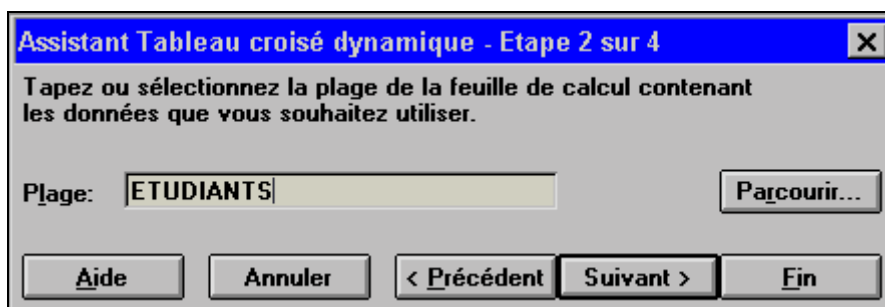 Assistant Tableau croisé dynamique - Etape 2 sur 4
Tapez ou sélectionnez la plage de la feuille de calcul contenant
les données que vous souhaitez utiliser.
Plage: ETUDIANTS Parcourir...
Aide Annuler < Précédent Suivant > Fin